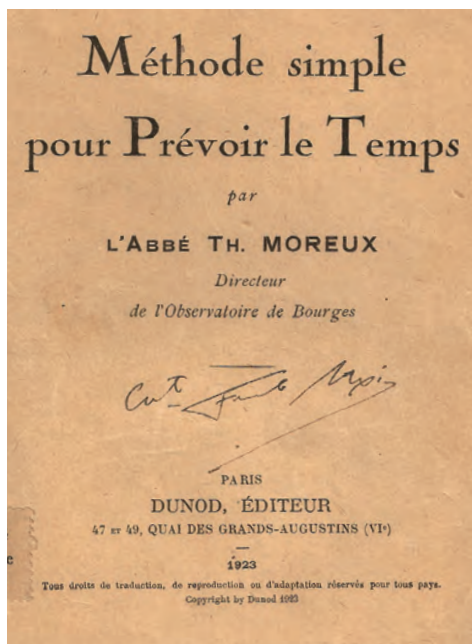 Méthode simple
pour Prévoir le Temps
par
L'ABBÉ TH. MOREUX
Directeur
de l'Observatoire de Bourges
PARIS
DUNOD, ÉDITEUR
47 ET 49, QUAI DES GRANDS-AUGUSTINS (VIe)
1923
Tous droits de traduction, de reproduction ou d'adaptation réservés pour tous pays.
Copyright by Dunod 1923